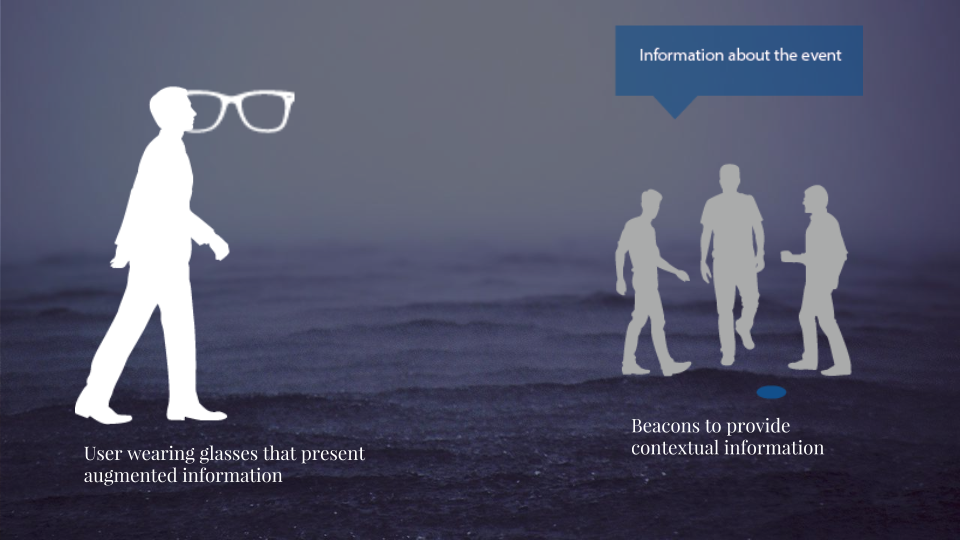 Information about the event
User wearing glasses that present
augmented information
Beacons to provide
contextual information